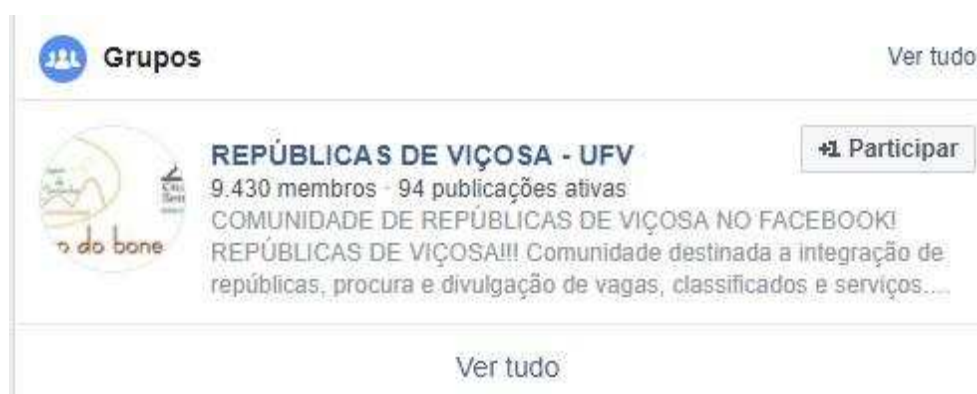 Grupos
Ver tudo
REPÚBLICAS DE VIÇOSA - UFV
+1 Participar
9.430 membros · 94 publicações ativas
COMUNIDADE DE REPÚBLICAS DE VIÇOSA NO FACEBOOK!
REPÚBLICAS DE VIÇOSA!!! Comunidade destinada a integração de
repúblicas, procura e divulgação de vagas, classificados e serviços....
o do bone
Ver tudo